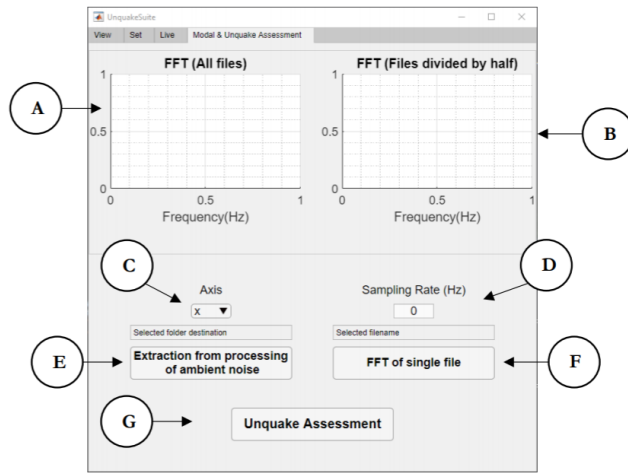 UnquakeSuite
View Set Live Modal & Unquake Assessment
FFT (All files)
1
0.5
0
0 0.5 1
Frequency(Hz)
FFT (Files divided by half)
1
0.5
0
0 0.5 1
Frequency(Hz)
A
B
C
D
Axis
x
Sampling Rate (Hz)
0
Selected folder destination
Selected filename
E
Extraction from processing
of ambient noise
FFT of single file
F
G
Unquake Assessment